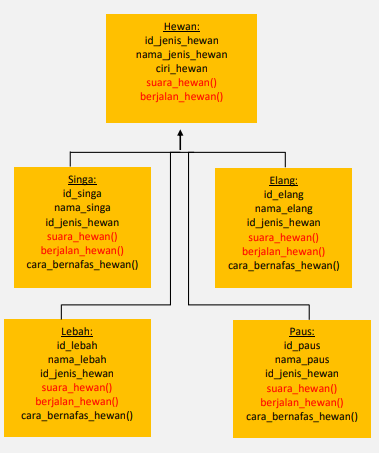 Hewan:
id_jenis_hewan
nama_jenis_hewan
ciri_hewan
suara_hewan()
berjalan_hewan()
Singa:
id_singa
nama_singa
id_jenis_hewan
suara_hewan()
berjalan_hewan()
cara_bernafas_hewan()
Elang:
id_elang
nama_elang
id_jenis_hewan
suara_hewan()
berjalan_hewan()
cara_bernafas_hewan()
Lebah:
id_lebah
nama_lebah
id_jenis_hewan
suara_hewan()
berjalan_hewan()
cara_bernafas_hewan()
Paus:
id_paus
nama_paus
id_jenis_hewan
suara_hewan()
berjalan_hewan()
cara_bernafas_hewan()